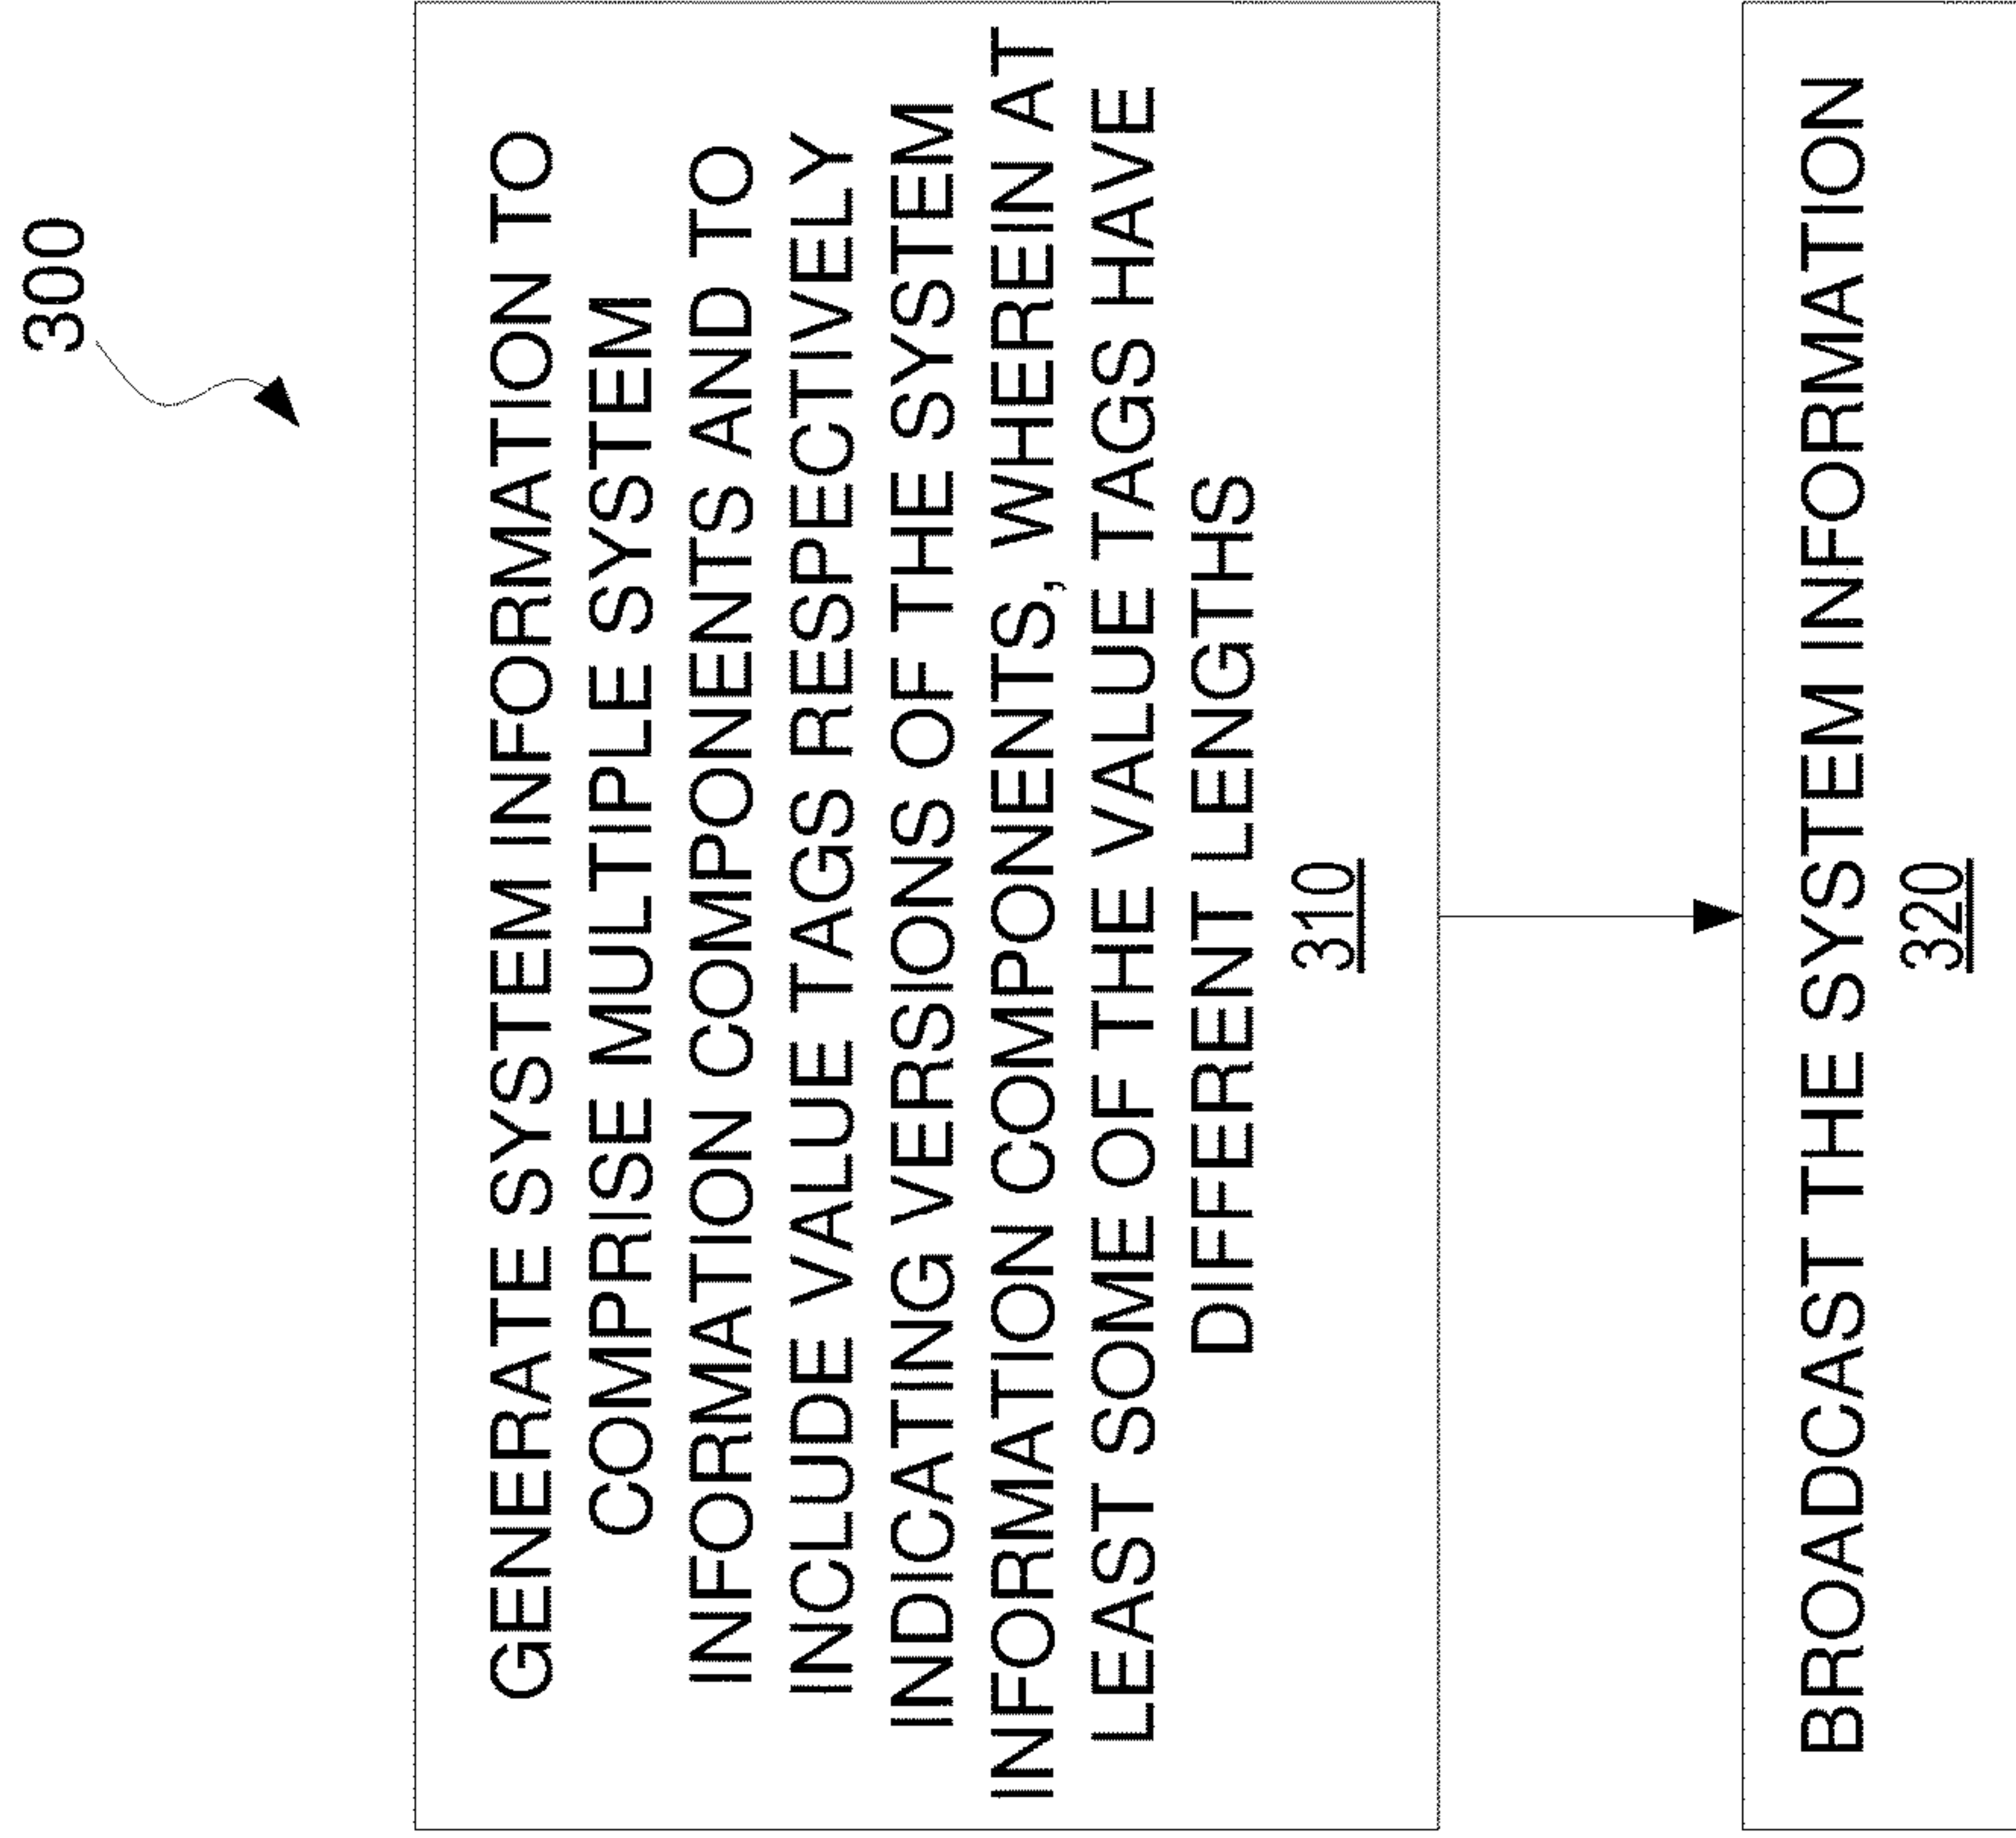 300
GENERATE SYSTEM INFORMATION TO
COMPRISE MULTIPLE SYSTEM
INFORMATION COMPONENTS AND TO
INCLUDE VALUE TAGS RESPECTIVELY
INDICATING VERSIONS OF THE SYSTEM
INFORMATION COMPONENTS, WHEREIN AT
LEAST SOME OF THE VALUE TAGS HAVE
DIFFERENT LENGTHS
310
BROADCAST THE SYSTEM INFORMATION
320